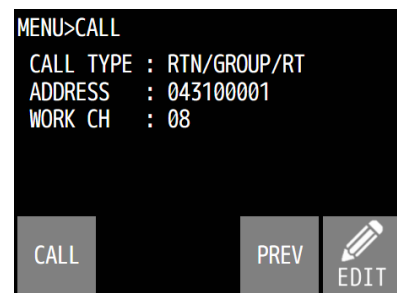 MENU>CALL
CALL TYPE : RTN/GROUP/RT
ADDRESS : 043100001
WORK CH : 08
CALL PREV EDIT